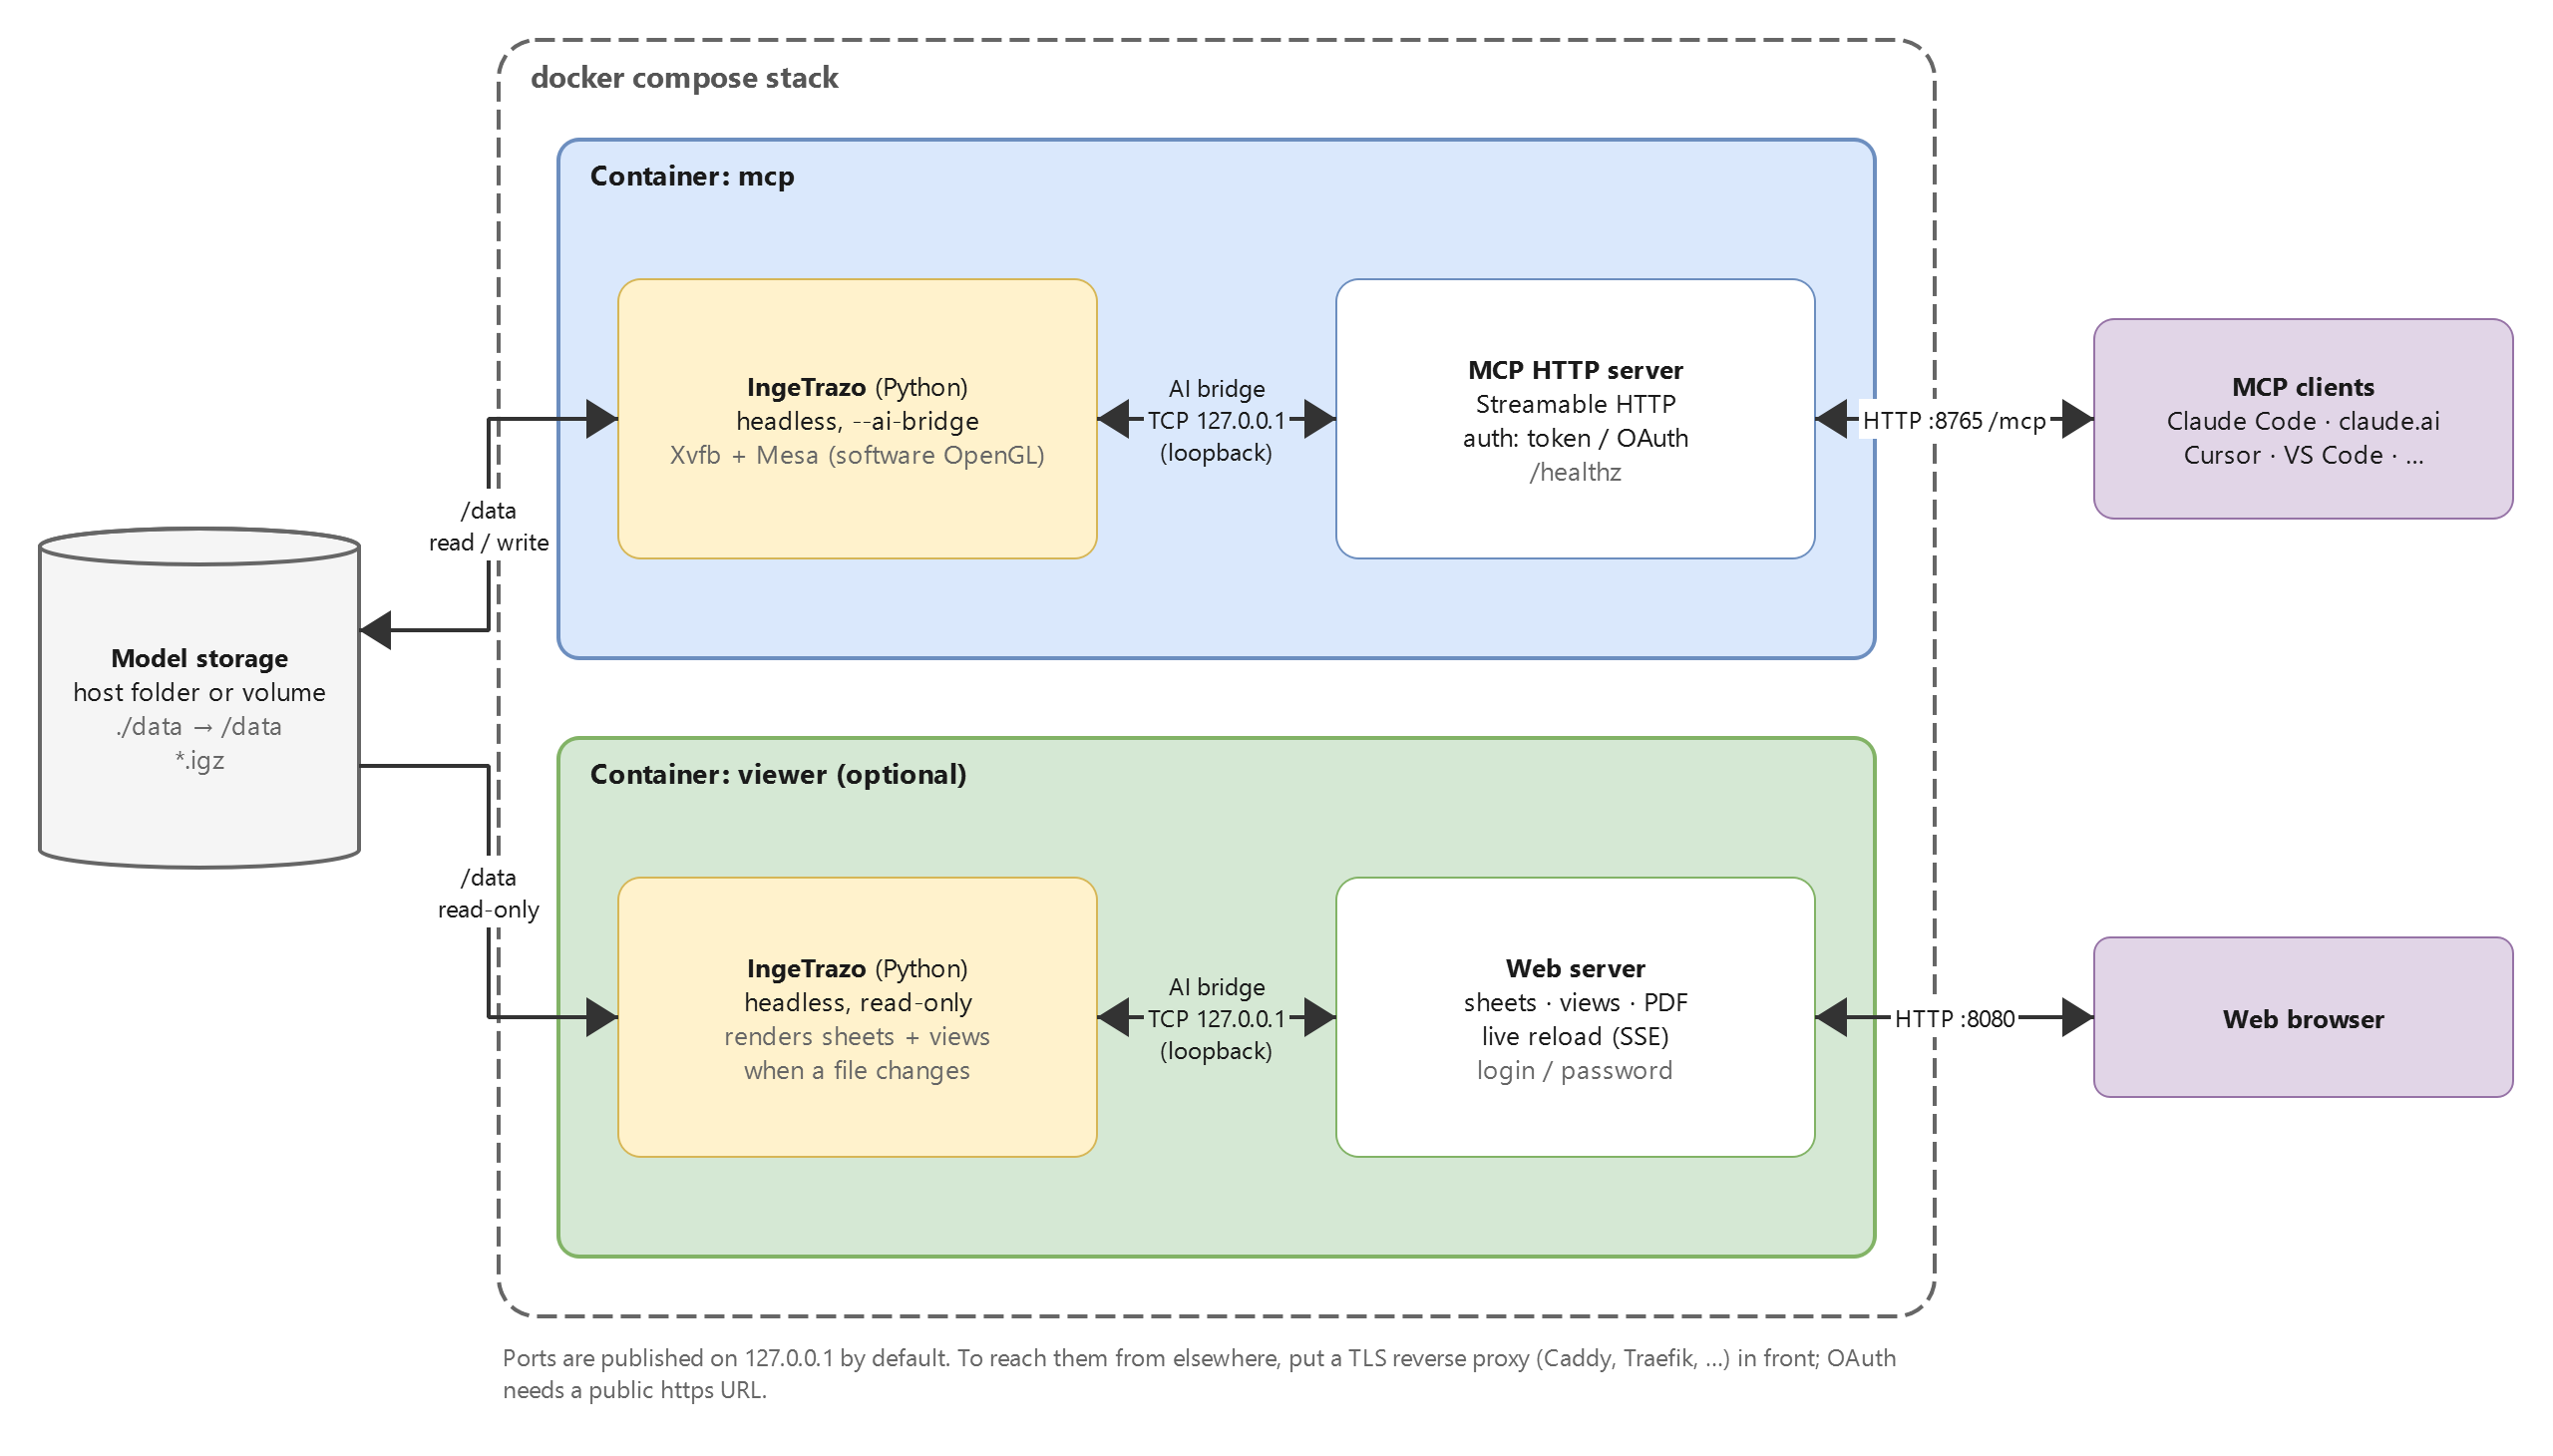 docker compose stack
Container: mcp
IngeTrazo (Python)
headless, --ai-bridge
Xvfb + Mesa (software OpenGL)
AI bridge
TCP 127.0.0.1
(loopback)
MCP HTTP server
Streamable HTTP
auth: token / OAuth
/healthz
HTTP :8765 /mcp
MCP clients
Claude Code · claude.ai
Cursor · VS Code · ...
/data
read / write
Model storage
host folder or volume
./data → /data
*.igz
/data
read-only
Container: viewer (optional)
IngeTrazo (Python)
headless, read-only
renders sheets + views
when a file changes
AI bridge
TCP 127.0.0.1
(loopback)
Web server
sheets · views · PDF
live reload (SSE)
login / password
HTTP :8080
Web browser
Ports are published on 127.0.0.1 by default. To reach them from elsewhere, put a TLS reverse proxy (Caddy, Traefik, ...) in front; OAuth
needs a public https URL.